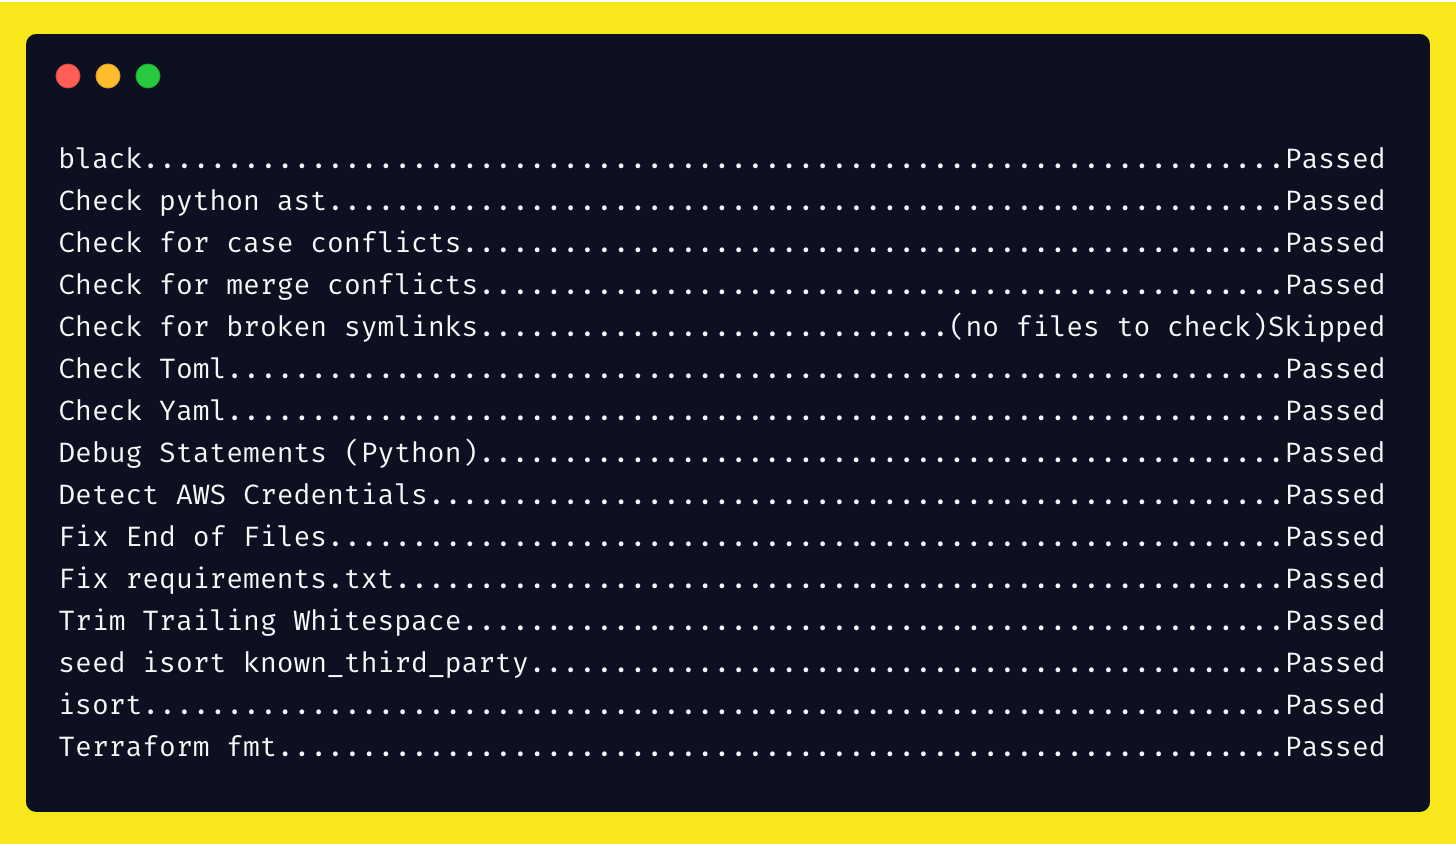 black....................................................................Passed
Check python ast.........................................................Passed
Check for case conflicts.................................................Passed
Check for merge conflicts................................................Passed
Check for broken symlinks............................(no files to check)Skipped
Check Toml...............................................................Passed
Check Yaml...............................................................Passed
Debug Statements (Python)................................................Passed
Detect AWS Credentials...................................................Passed
Fix End of Files.........................................................Passed
Fix requirements.txt.....................................................Passed
Trim Trailing Whitespace.................................................Passed
seed isort known_third_party.............................................Passed
isort....................................................................Passed
Terraform fmt............................................................Passed